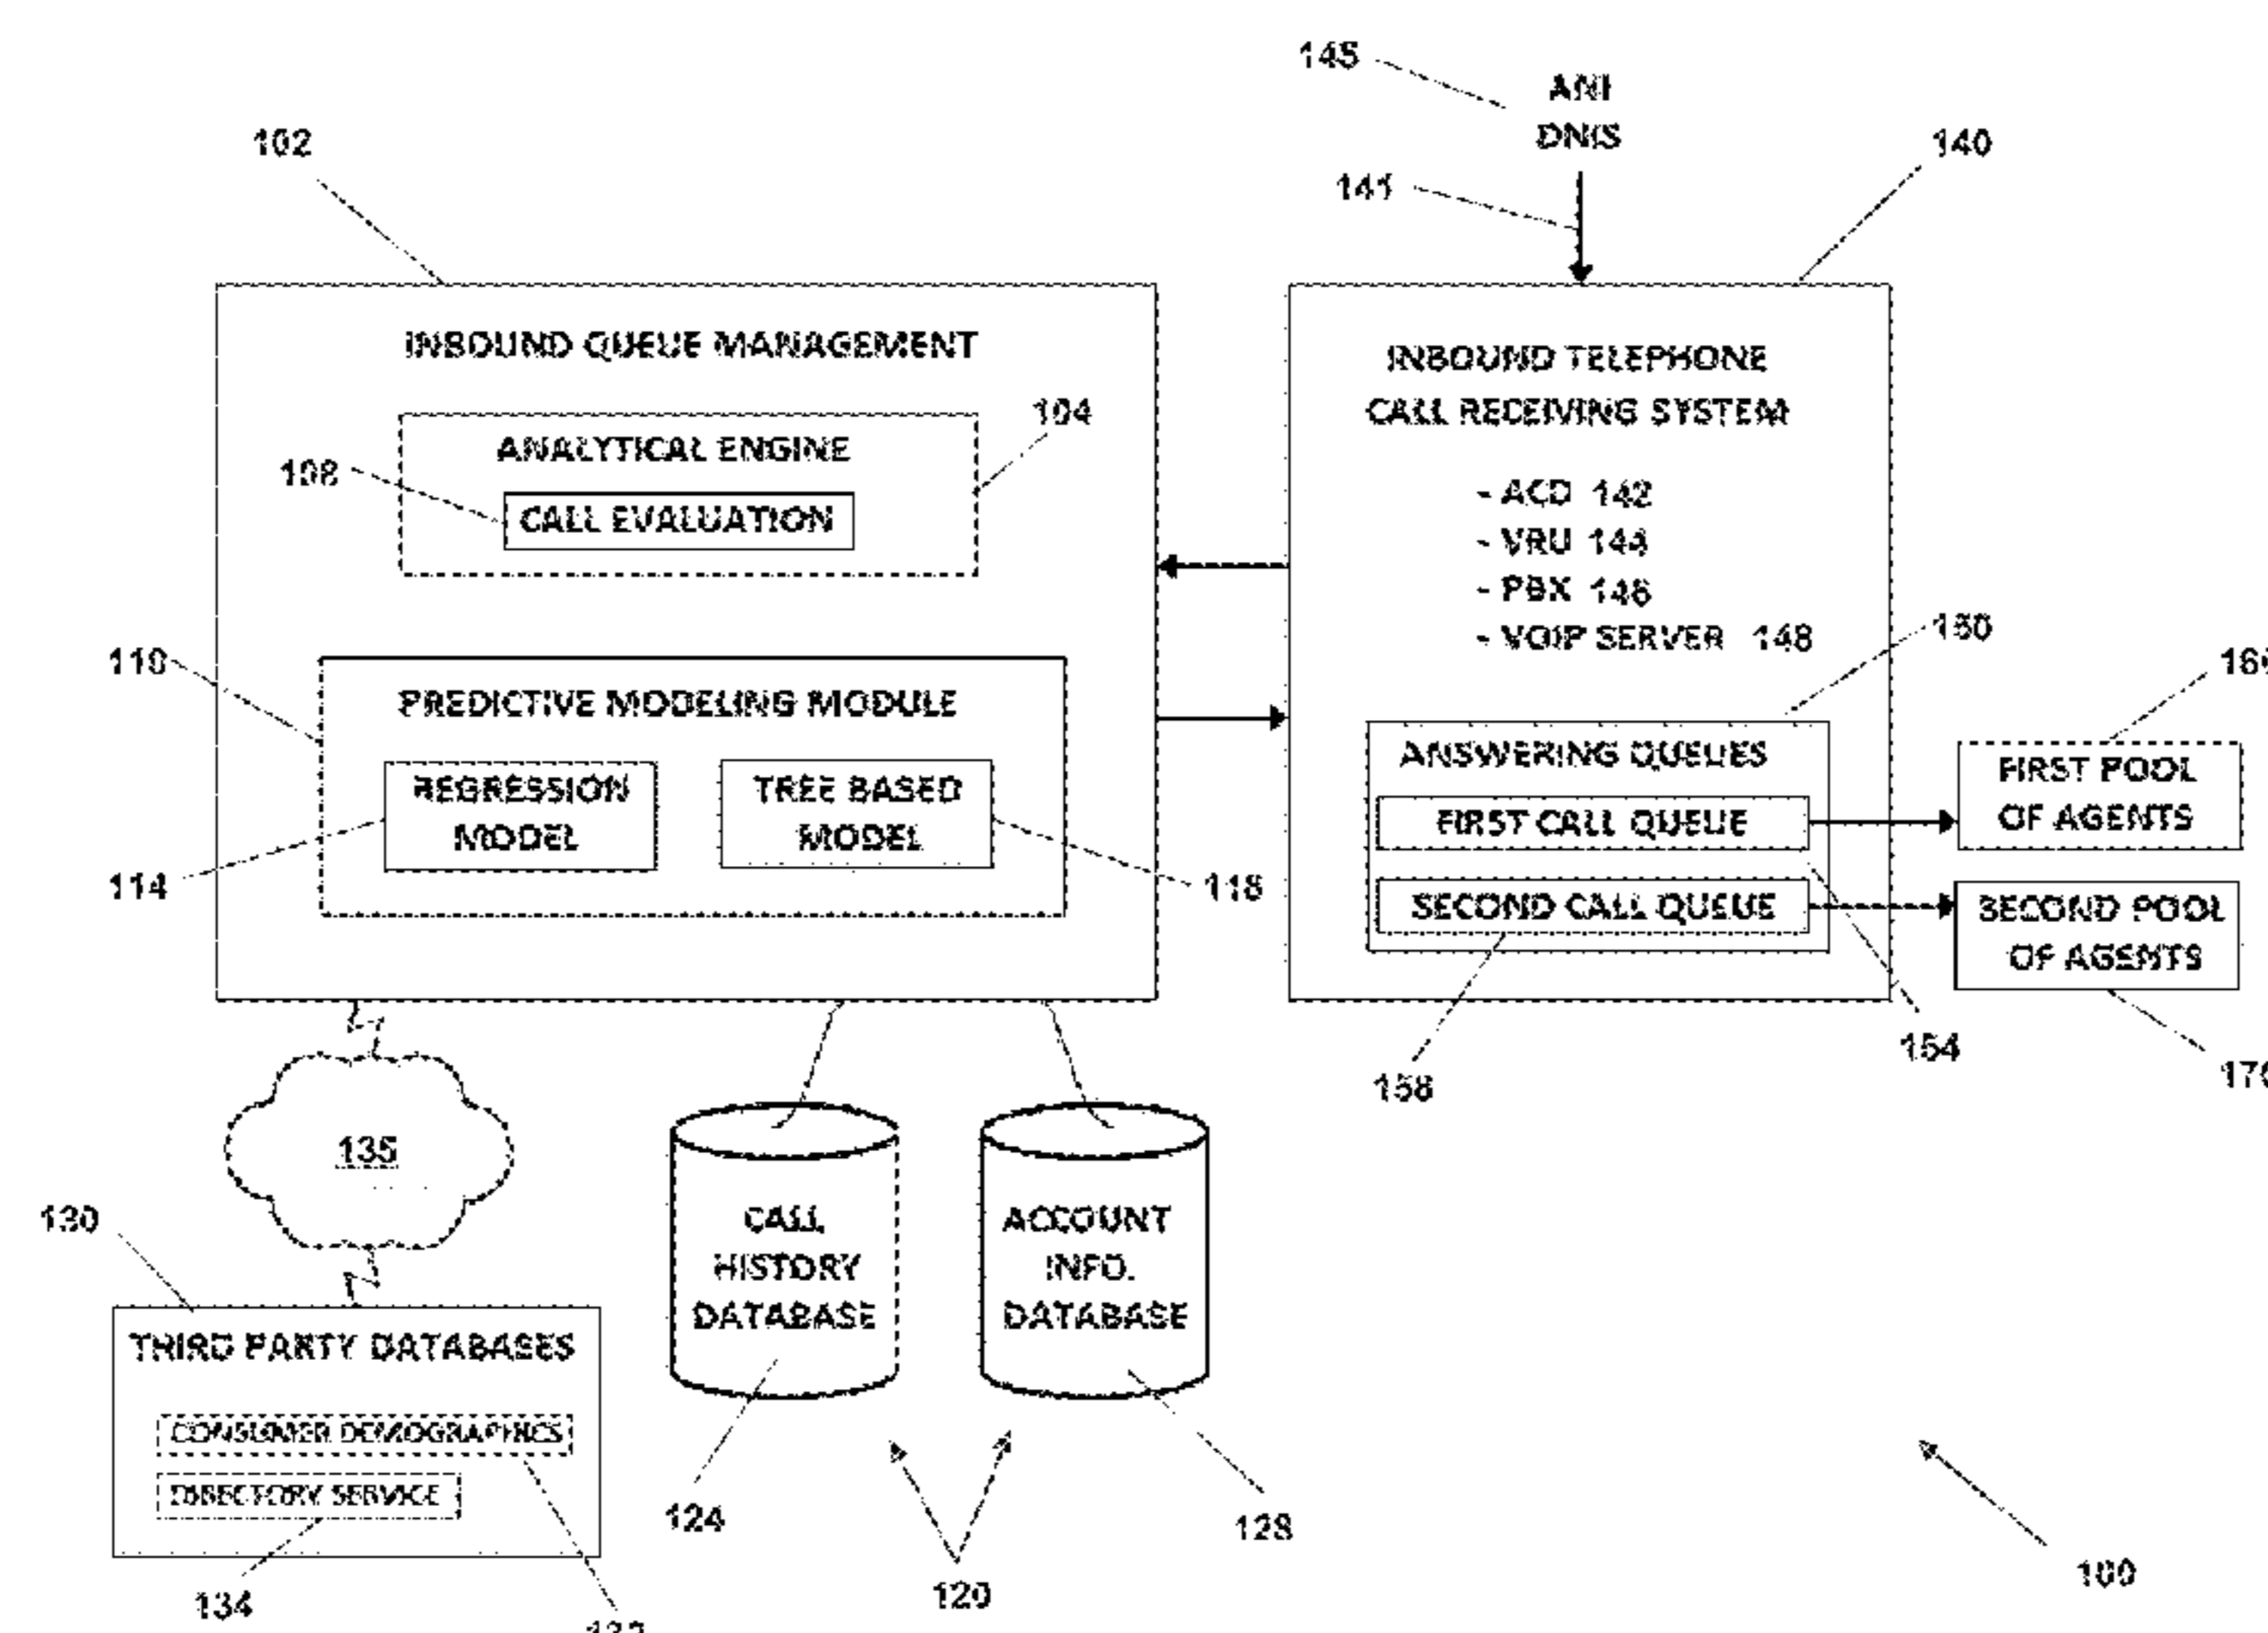 145
ANI
DNIS
102
141
140
INBOUND QUEUE MANAGEMENT
INBOUND TELEPHONE
CALL RECEIVING SYSTEM
104
ANALYTICAL ENGINE
108
CALL EVALUATION
- ACD 142
- VRU 144
- PBX 146
- VOIP SERVER 148
150
110
PREDICTIVE MODELING MODULE
REGRESSION
MODEL
TREE BASED
MODEL
114
118
ANSWERING QUEUES
FIRST CALL QUEUE
SECOND CALL QUEUE
FIRST POOL
OF AGENTS
SECOND POOL
OF AGENTS
154
158
135
130
THIRD PARTY DATABASES
CONSUMER DEMOGRAPHICS
DIRECTORY SERVICE
134
CALL
HISTORY
DATABASE
ACCOUNT
INFO.
DATABASE
124
128
120
100